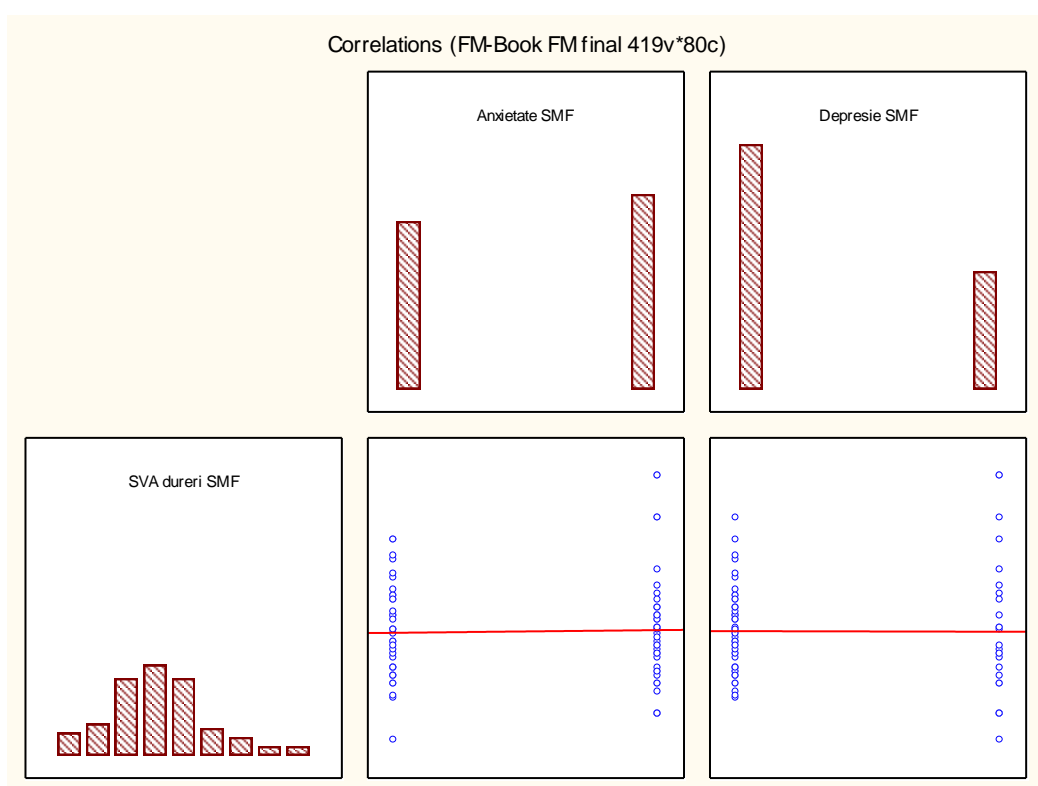 Correlations (FM-Book FM final 419v*80c)
Anxietate SMF
Depresie SMF
SVA dureri SMF